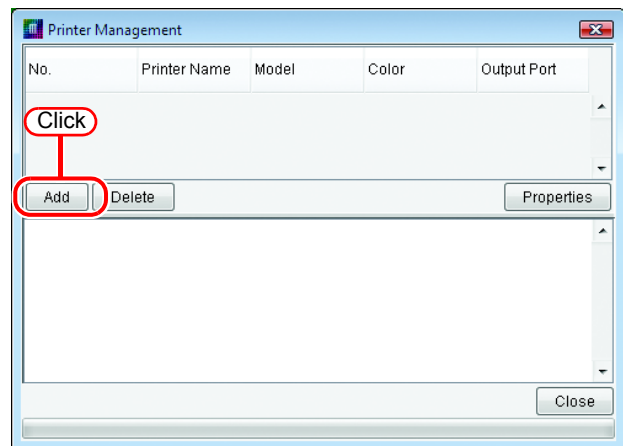 Printer Management
No. Printer Name Model Color Output Port
Click
Add Delete Properties
Close